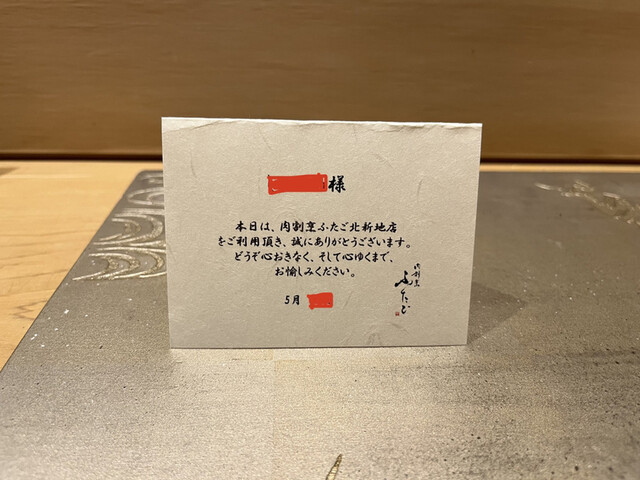 様
本日は、肉割烹ふたご北新地店
をご利用頂き、誠にありがとうございます。
どうぞ心おきなく、そして心ゆくまで、
お愉しみください。
5月
肉割烹
ふたご